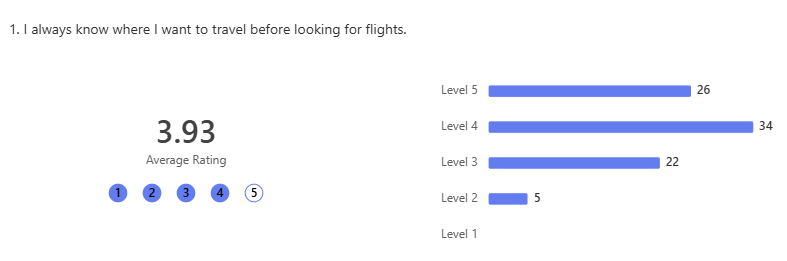 1. I always know where I want to travel before looking for flights.
3.93
Average Rating
1 2 3 4 5
Level 5 26
Level 4 34
Level 3 22
Level 2 5
Level 1